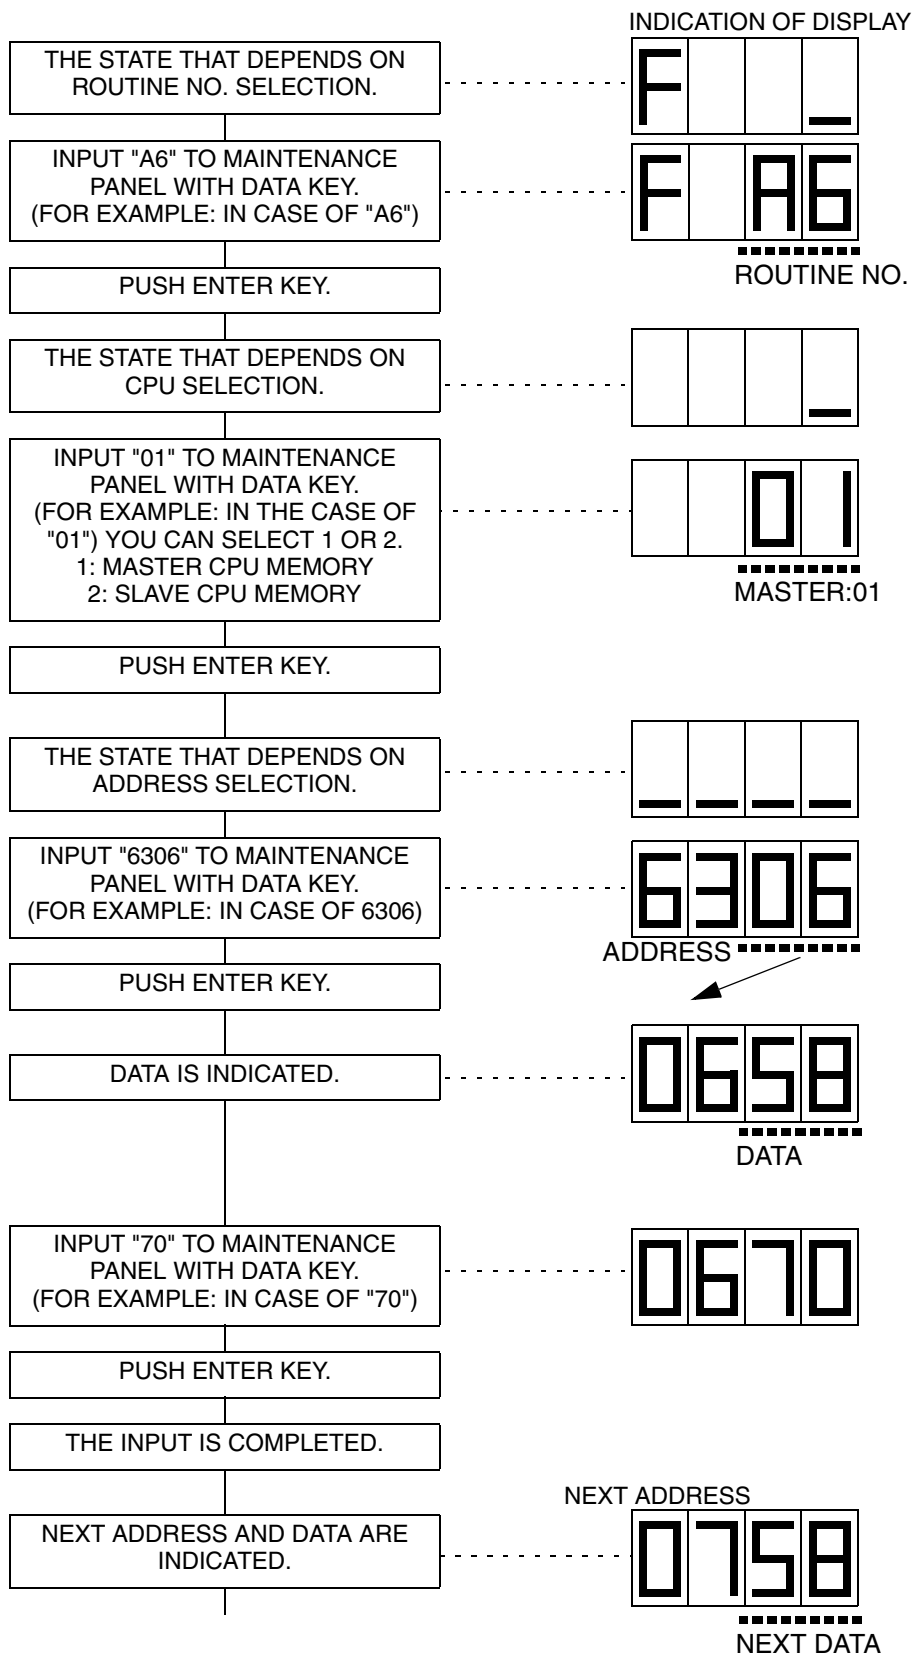 INDICATION OF DISPLAY
THE STATE THAT DEPENDS ON
ROUTINE NO. SELECTION.
F _
INPUT "A6" TO MAINTENANCE
PANEL WITH DATA KEY.
(FOR EXAMPLE: IN CASE OF "A6")
F A6
ROUTINE NO.
PUSH ENTER KEY.
THE STATE THAT DEPENDS ON
CPU SELECTION.
_
INPUT "01" TO MAINTENANCE
PANEL WITH DATA KEY.
(FOR EXAMPLE: IN THE CASE OF
"01") YOU CAN SELECT 1 OR 2.
1: MASTER CPU MEMORY
2: SLAVE CPU MEMORY
01
MASTER:01
PUSH ENTER KEY.
THE STATE THAT DEPENDS ON
ADDRESS SELECTION.
_ _ _ _
INPUT "6306" TO MAINTENANCE
PANEL WITH DATA KEY.
(FOR EXAMPLE: IN CASE OF 6306)
6306
ADDRESS
PUSH ENTER KEY.
DATA IS INDICATED.
0658
DATA
INPUT "70" TO MAINTENANCE
PANEL WITH DATA KEY.
(FOR EXAMPLE: IN CASE OF "70")
0670
PUSH ENTER KEY.
THE INPUT IS COMPLETED.
NEXT ADDRESS
NEXT ADDRESS AND DATA ARE
INDICATED.
0758
NEXT DATA